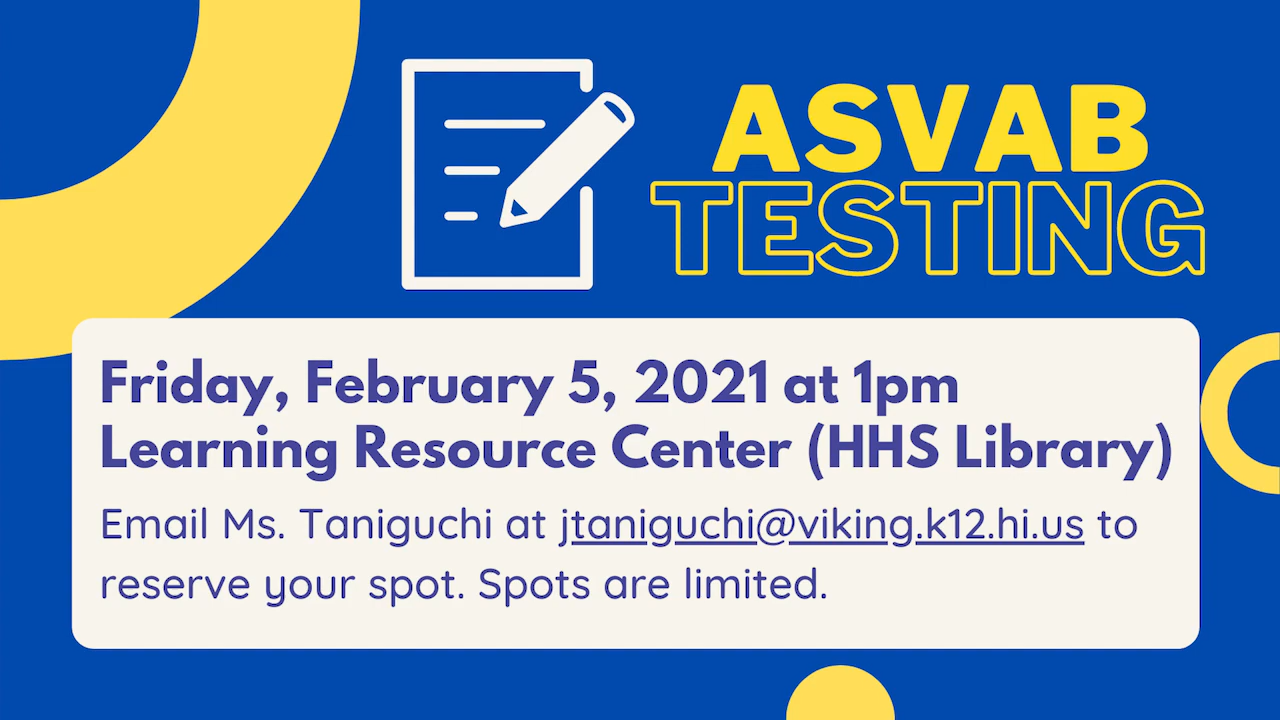 ASVAB
TESTING
Friday, February 5, 2021 at 1pm
Learning Resource Center (HHS Library)
Email Ms. Taniguchi at jtaniguchi@viking.k12.hi.us to
reserve your spot. Spots are limited.